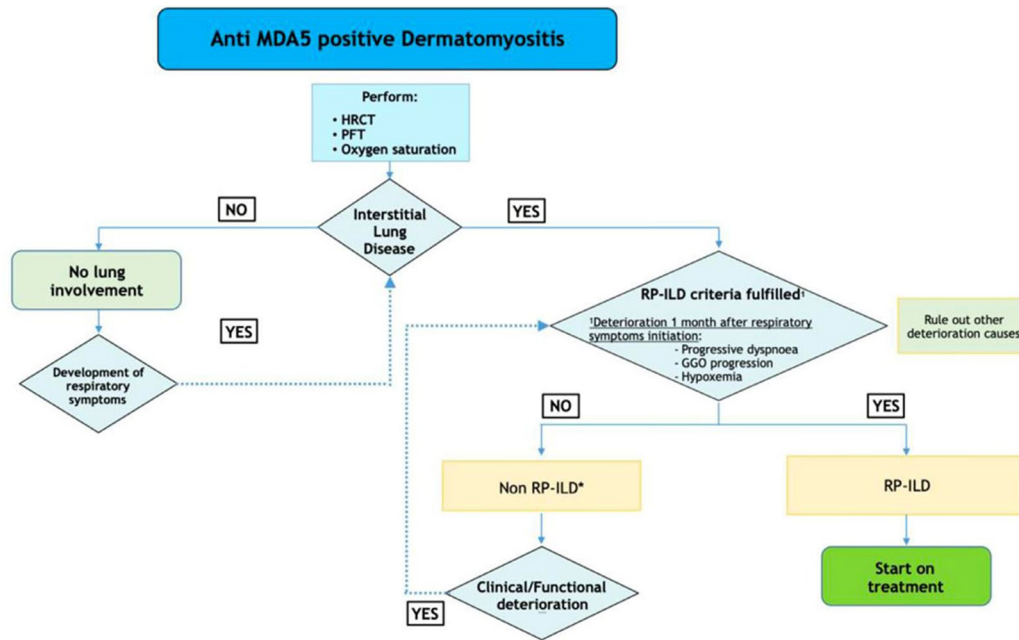 Anti MDA5 positive Dermatomyositis
Perform:
• HRCT
• PFT
• Oxygen saturation
NO
YES
Interstitial
Lung
Disease
No lung
involvement
YES
Development of
respiratory
symptoms
RP-ILD criteria fulfilled¹
¹Deterioration 1 month after respiratory
symptoms initiation:
- Progressive dyspnoea
- GGO progression
- Hypoxemia
Rule out other
deterioration causes
NO
YES
Non RP-ILD*
RP-ILD
Clinical/Functional
deterioration
YES
Start on
treatment